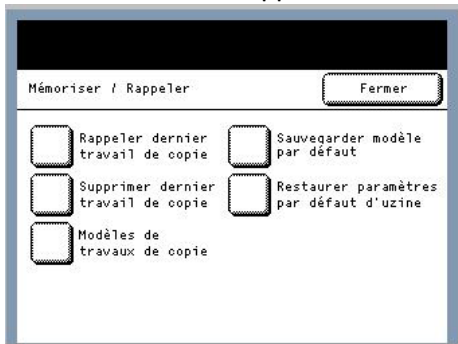 Mémoriser / Rappeler
Fermer
Rappeler dernier
travail de copie
Sauvegarder modèle
par défaut
Supprimer dernier
travail de copie
Restaurer paramètres
par défaut d'uzine
Modèles de
travaux de copie